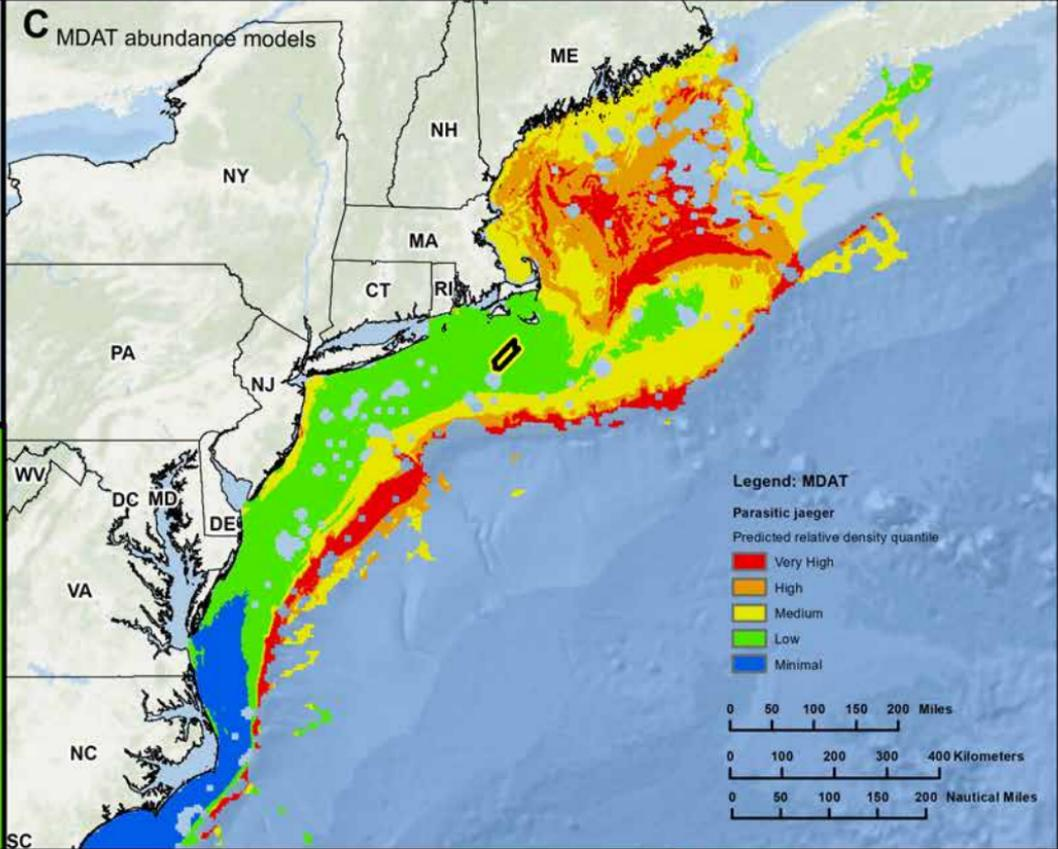 C MDAT abundance models
ME
NH
NY
MA
CT
RI
PA
NJ
WV
DC
MD
DE
VA
NC
SC
Legend: MDAT
Parasitic jaeger
Predicted relative density quantile
Very High
High
Medium
Low
Minimal
0 50 100 150 200 Miles
0 100 200 300 400 Kilometers
0 50 100 150 200 Nautical Miles